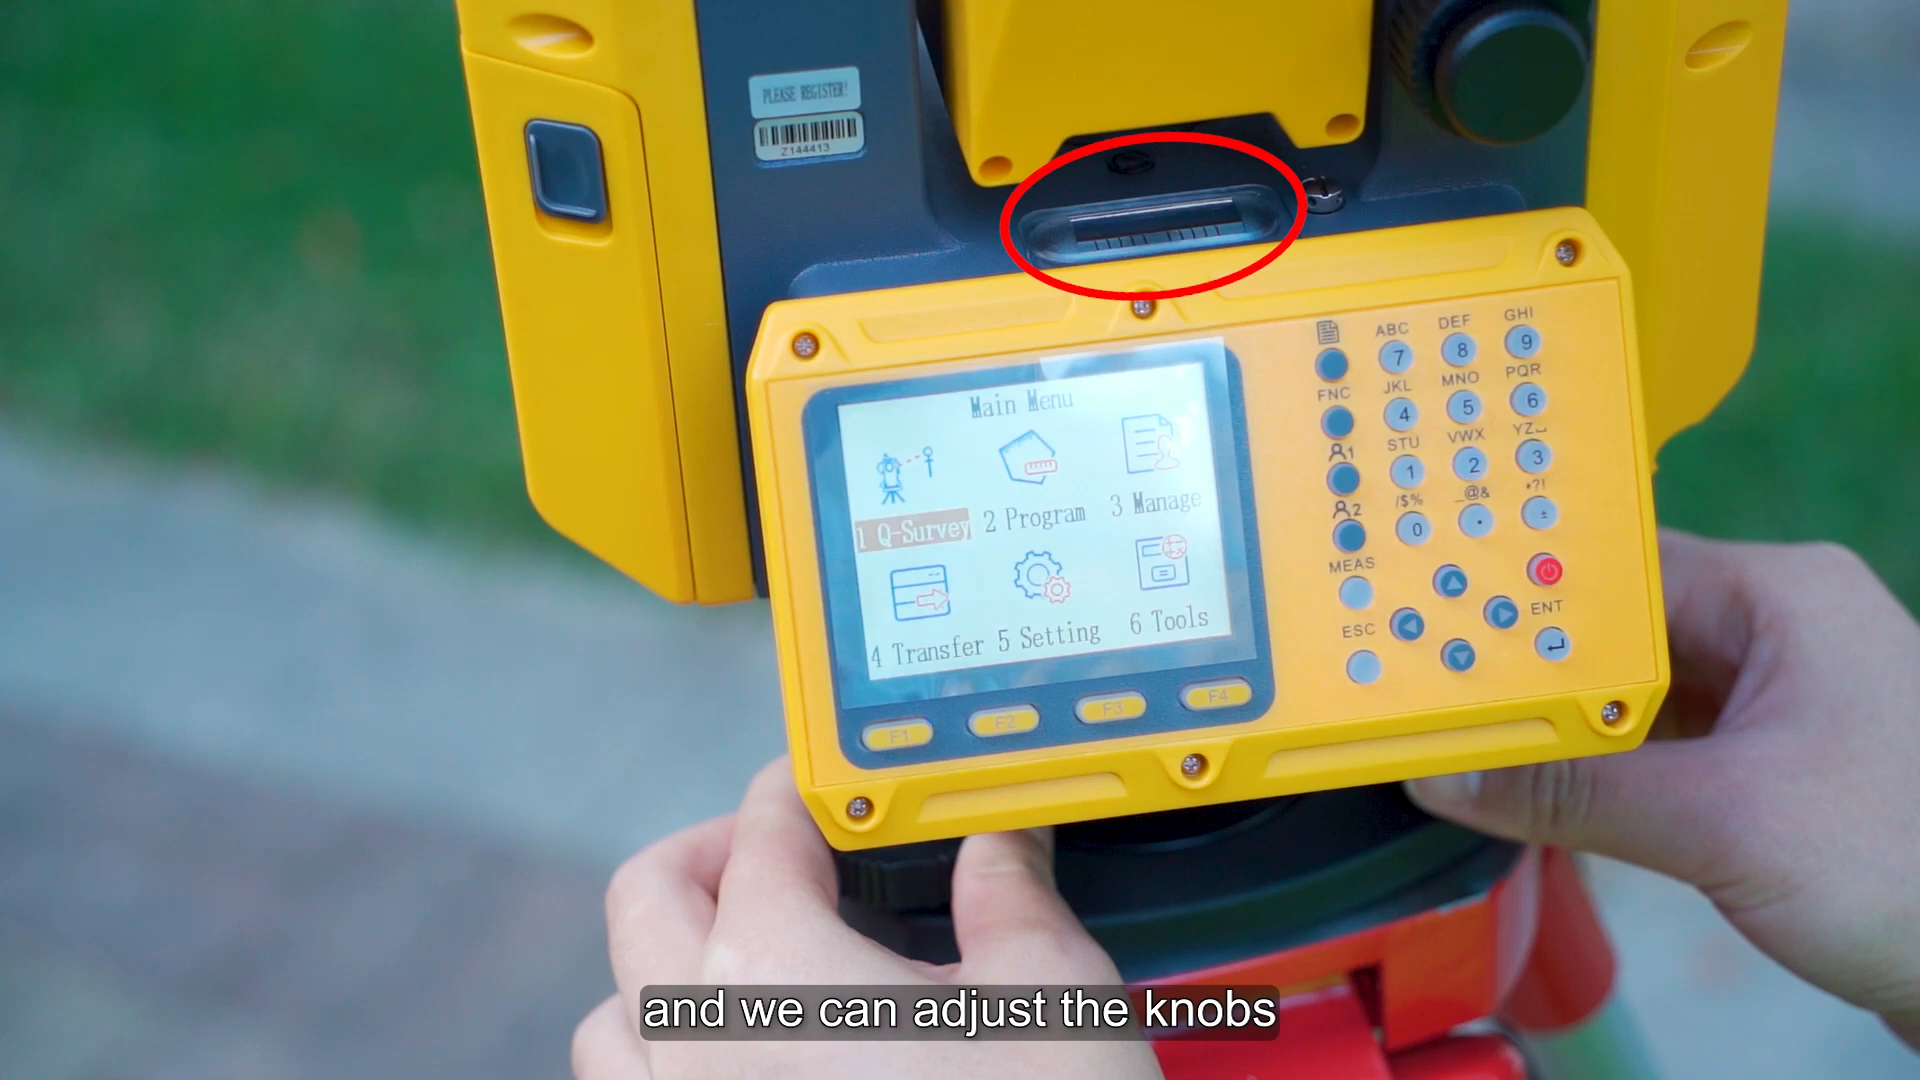 PLEASE REGISTER!
Z144413
Main Menu
1 Q-Survey 2 Program 3 Manage
4 Transfer 5 Setting 6 Tools
F1 F2 F3 F4
ABC DEF GHI
7 8 9
FNC JKL MNO PQR
4 5 6
1 STU VWX YZ
1 2 3
2 /$% _@& *?!
0 . ±
MEAS
ESC ENT
and we can adjust the knobs